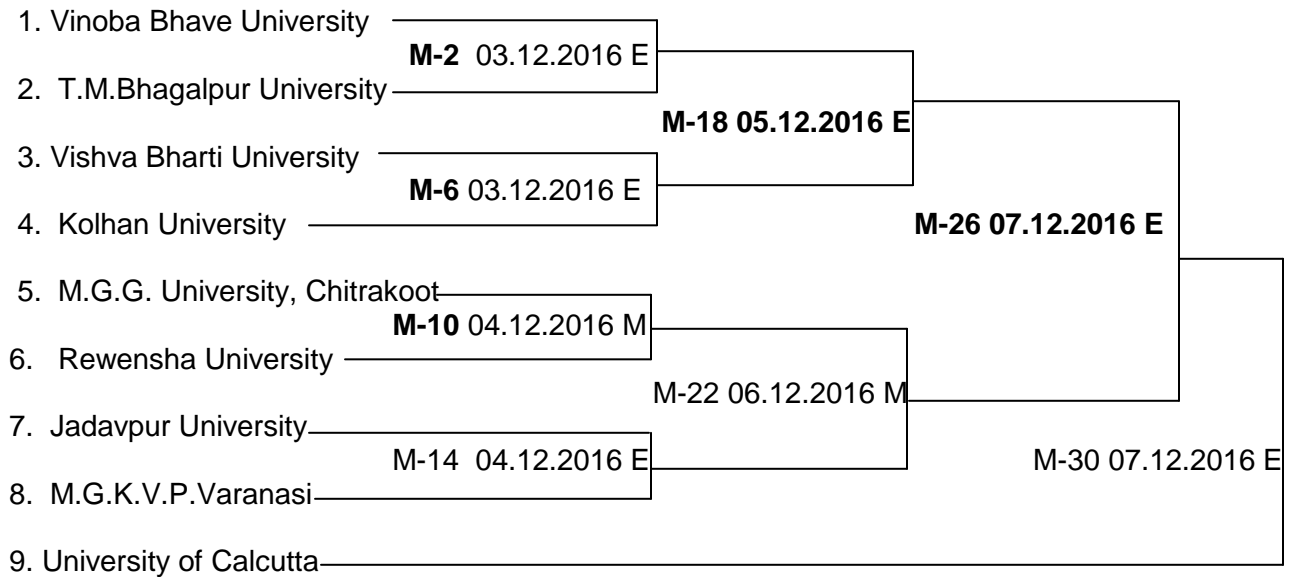 1. Vinoba Bhave University
M-2 03.12.2016 E
2. T.M.Bhagalpur University
M-18 05.12.2016 E
3. Vishva Bharti University
M-6 03.12.2016 E
4. Kolhan University
M-26 07.12.2016 E
5. M.G.G. University, Chitrakoot
M-10 04.12.2016 M
6. Rewensha University
M-22 06.12.2016 M
7. Jadavpur University
M-14 04.12.2016 E
M-30 07.12.2016 E
8. M.G.K.V.P.Varanasi
9. University of Calcutta